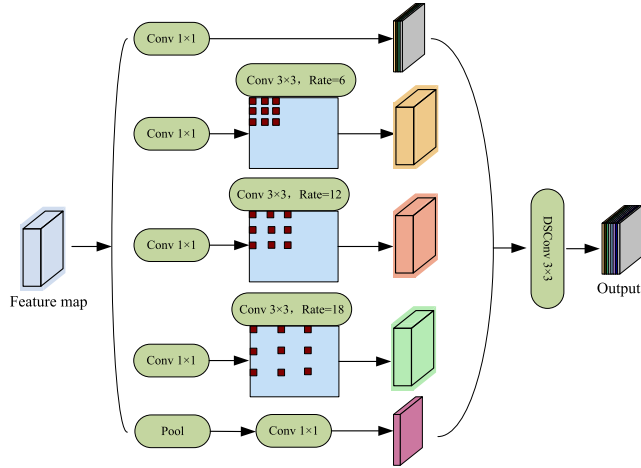 Conv 1×1
Conv 3×3, Rate=6
Conv 1×1
Conv 3×3, Rate=12
Conv 1×1
Feature map
DSConv 3×3
Output
Conv 3×3, Rate=18
Conv 1×1
Pool
Conv 1×1